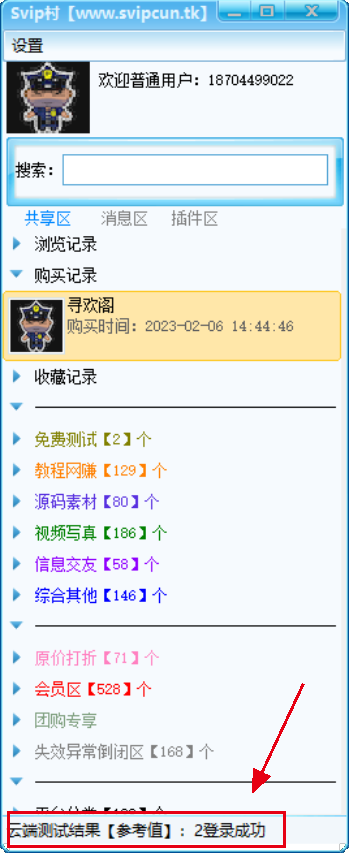 Svip村【www.svipcun.tk】
设置
欢迎普通用户：18704499022
搜索：
共享区 消息区 插件区
浏览记录
购买记录
寻欢阁
购买时间：2023-02-06 14:44:46
收藏记录
免费测试【2】个
教程网赚【129】个
源码素材【80】个
视频写真【186】个
信息交友【58】个
综合其他【146】个
原价打折【71】个
会员区【528】个
团购专享
失效异常倒闭区【168】个
云端测试结果【参考值】：2登录成功